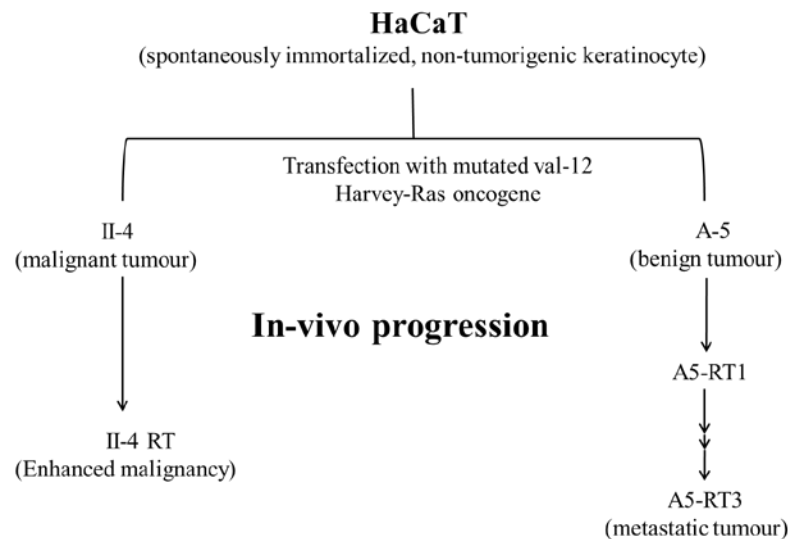 HaCaT
(spontaneously immortalized, non-tumorigenic keratinocyte)
Transfection with mutated val-12
Harvey-Ras oncogene
II-4
(malignant tumour)
A-5
(benign tumour)
In-vivo progression
A5-RT1
II-4 RT
(Enhanced malignancy)
A5-RT3
(metastatic tumour)